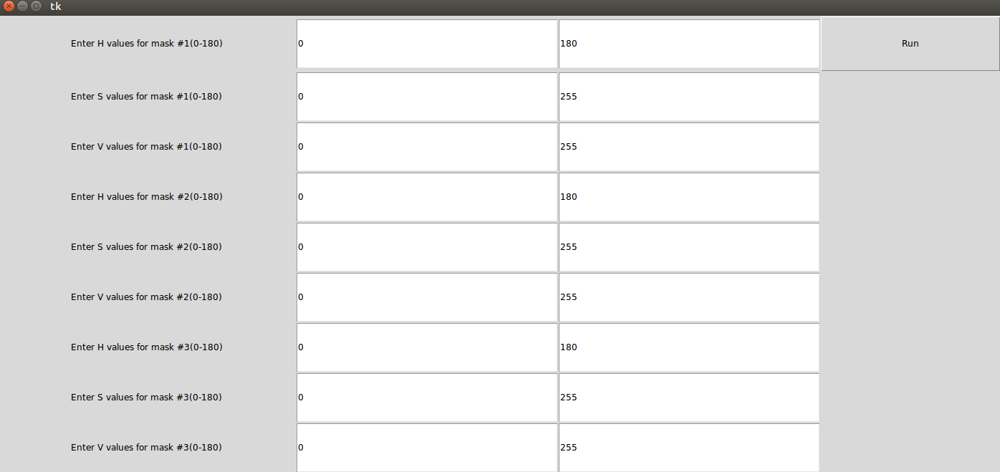 tk
Enter H values for mask #1(0-180) 0 180 Run
Enter S values for mask #1(0-180) 0 255
Enter V values for mask #1(0-180) 0 255
Enter H values for mask #2(0-180) 0 180
Enter S values for mask #2(0-180) 0 255
Enter V values for mask #2(0-180) 0 255
Enter H values for mask #3(0-180) 0 180
Enter S values for mask #3(0-180) 0 255
Enter V values for mask #3(0-180) 0 255